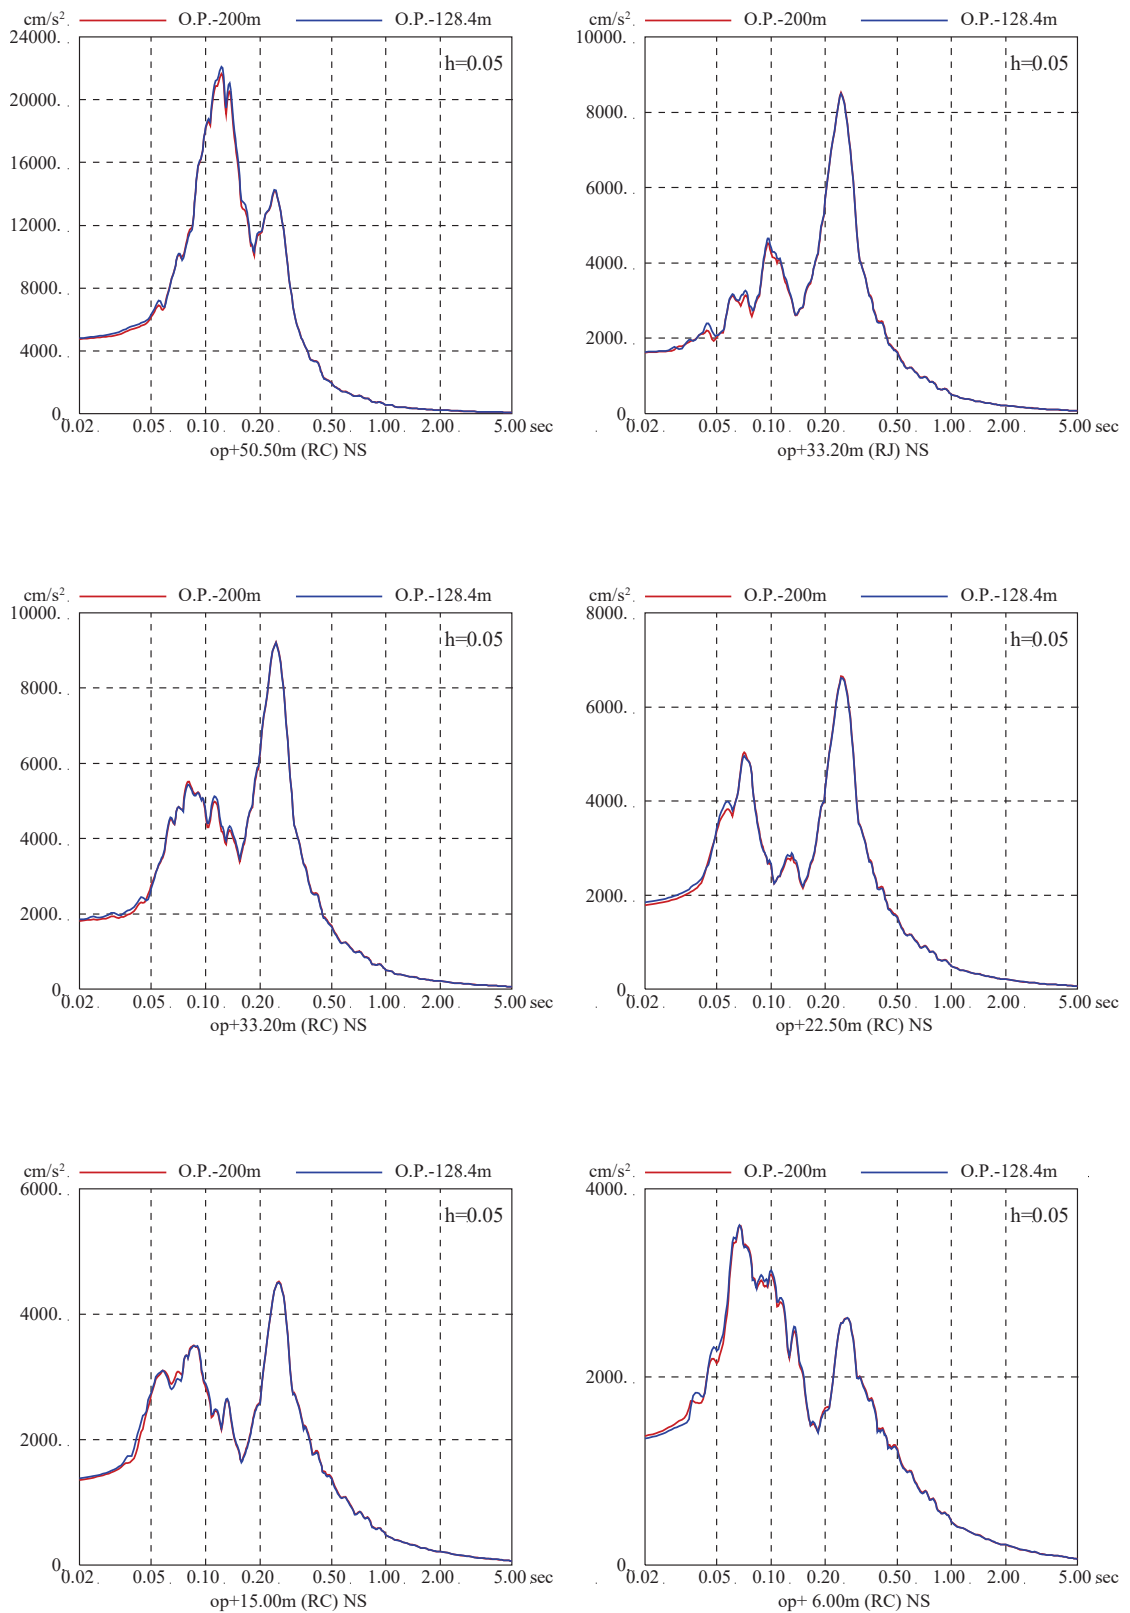 cm/s². O.P.-200m O.P.-128.4m
24000.
h=0.05
20000.
16000.
12000.
8000.
4000.
0.
0.02 0.05 0.10 0.20 0.50 1.00 2.00 5.00 sec
op+50.50m (RC) NS
cm/s². O.P.-200m O.P.-128.4m
10000.
h=0.05
8000.
6000.
4000.
2000.
0.
0.02 0.05 0.10 0.20 0.50 1.00 2.00 5.00 sec
op+33.20m (RJ) NS
cm/s². O.P.-200m O.P.-128.4m
10000.
h=0.05
8000.
6000.
4000.
2000.
0.
0.02 0.05 0.10 0.20 0.50 1.00 2.00 5.00 sec
op+33.20m (RC) NS
cm/s². O.P.-200m O.P.-128.4m
8000.
h=0.05
6000.
4000.
2000.
0.
0.02 0.05 0.10 0.20 0.50 1.00 2.00 5.00 sec
op+22.50m (RC) NS
cm/s². O.P.-200m O.P.-128.4m
6000.
h=0.05
4000.
2000.
0.
0.02 0.05 0.10 0.20 0.50 1.00 2.00 5.00 sec
op+15.00m (RC) NS
cm/s². O.P.-200m O.P.-128.4m
4000.
h=0.05
2000.
0.
0.02 0.05 0.10 0.20 0.50 1.00 2.00 5.00 sec
op+ 6.00m (RC) NS